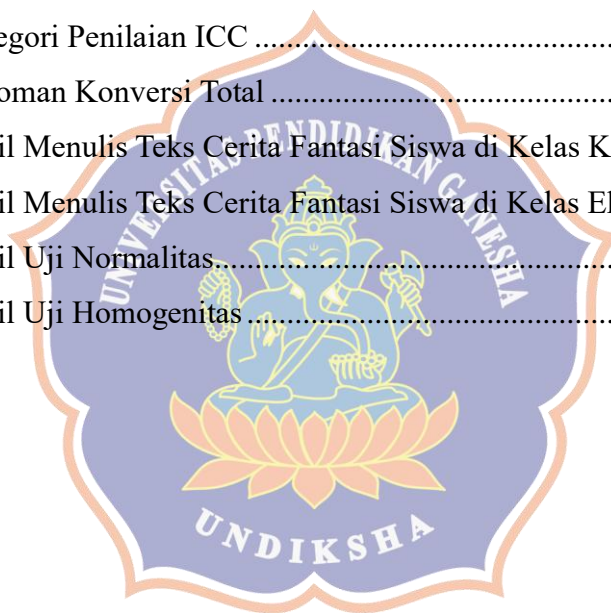 egori Penilaian ICC ..........................................
oman Konversi Total ........................................
il Menulis Teks Cerita Fantasi Siswa di Kelas K
il Menulis Teks Cerita Fantasi Siswa di Kelas El
il Uji Normalitas...............................................
il Uji Homogenitas ...........................................
UNIVERSITAS PENDIDIKAN GANESHA
UNDIKSHA